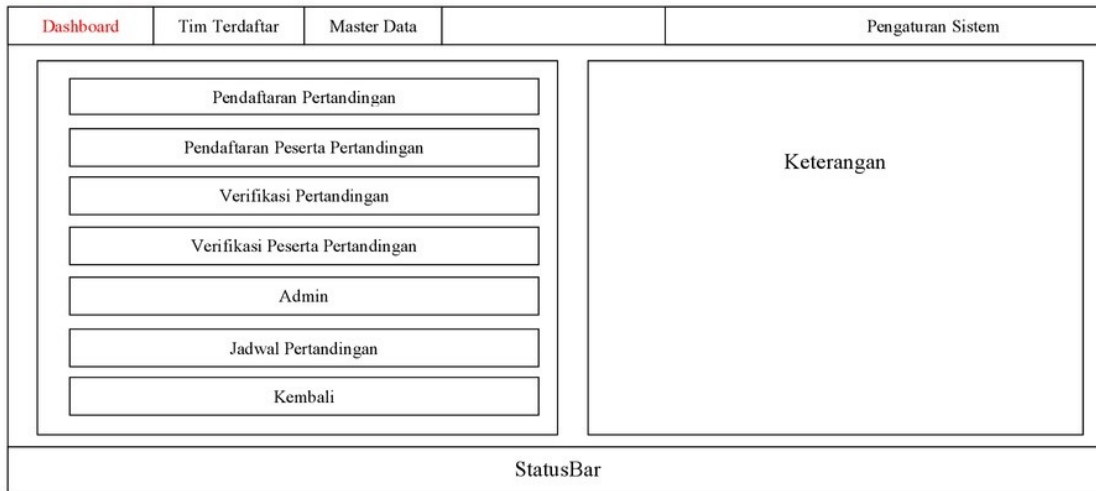 Dashboard
Tim Terdaftar
Master Data
Pengaturan Sistem
Pendaftaran Pertandingan
Pendaftaran Peserta Pertandingan
Verifikasi Pertandingan
Verifikasi Peserta Pertandingan
Admin
Jadwal Pertandingan
Kembali
Keterangan
StatusBar